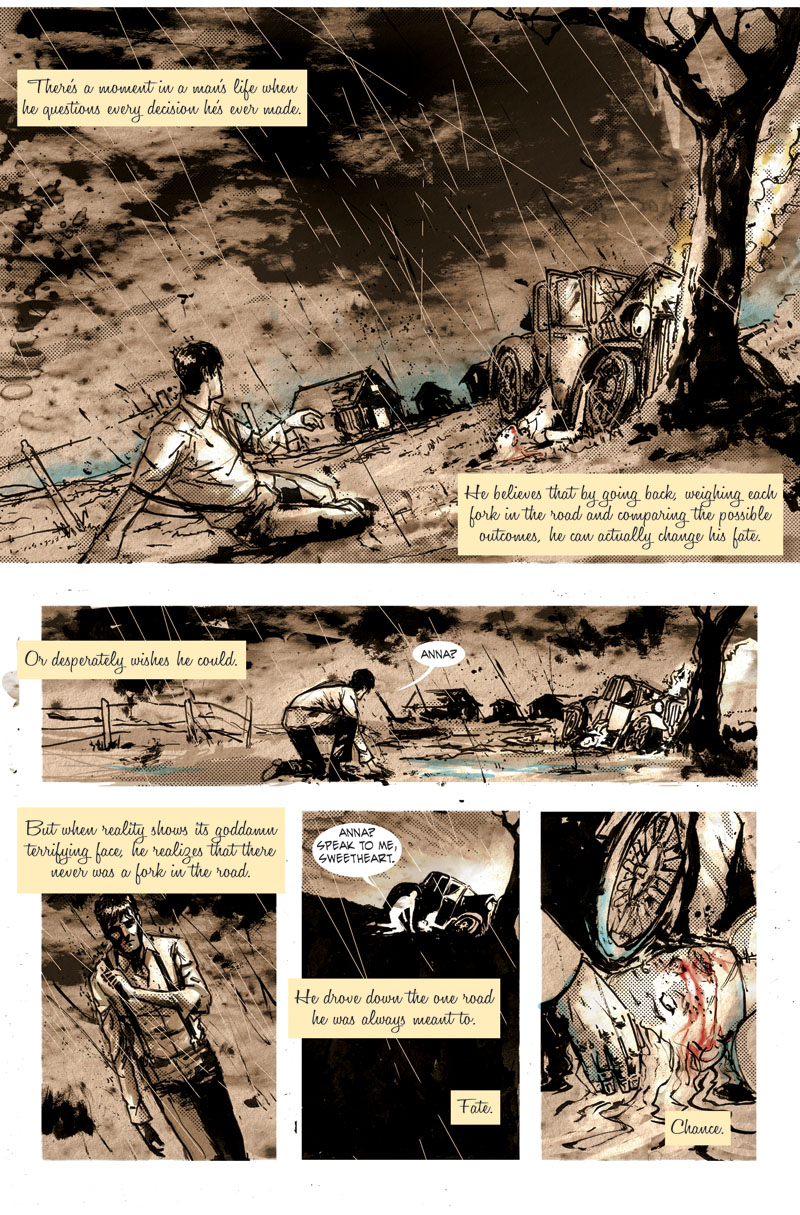 There's a moment in a man's life when
he questions every decision he's ever made.
He believes that by going back, weighing each
fork in the road and comparing the possible
outcomes, he can actually change his fate.
Or desperately wishes he could.
ANNA?
But when reality shows its goddamn
terrifying face, he realizes that there
never was a fork in the road.
ANNA?
SPEAK TO ME,
SWEETHEART.
He drove down the one road
he was always meant to.
Fate.
Chance.